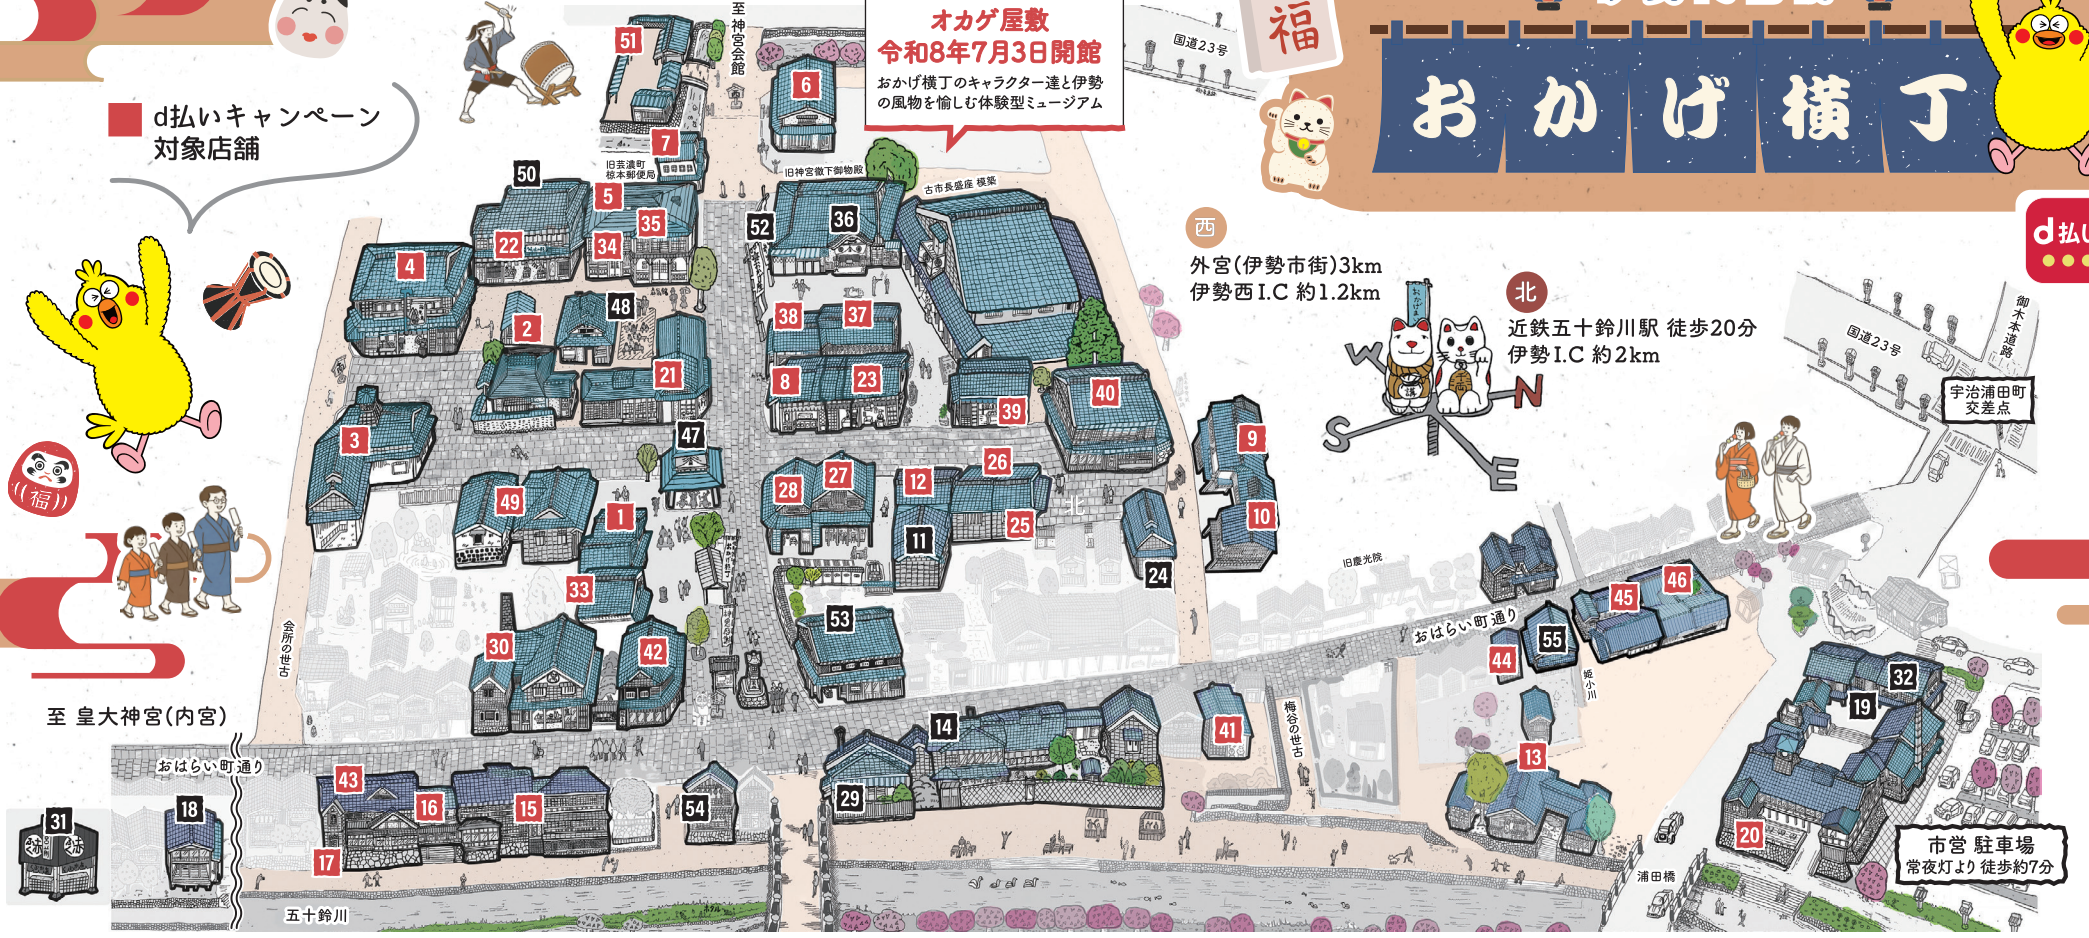 オカゲ屋敷
令和8年7月3日開館
おかげ横丁のキャラクター達と伊勢
の風物を愉しむ体験型ミュージアム
至神宮会館
国道23号
福
おかげ横丁
d払い
d払いキャンペーン
対象店舗
51
6
7
旧芸濃町
椋本郵便局
旧神宮徹下御物殿
古市長盛座 模築
50
5
35
22
34
52
36
4
48
2
38
37
21
8
23
39
40
3
47
西
外宮(伊勢市街)3km
伊勢西I.C 約1.2km
北
近鉄五十鈴川駅 徒歩20分
伊勢I.C 約2km
おかげさま
W
N
S
E
国道23号
御木本道路
宇治浦田町
交差点
9
10
49
1
28
27
12
26
25
11
北
24
33
53
30
42
福
会所の世古
旧慶光院
おはらい町通り
45
46
55
44
姫小川
32
19
至 皇大神宮(内宮)
おはらい町通り
14
41
梅谷の世古
13
43
16
15
17
54
29
31
18
20
市営 駐車場
常夜灯より 徒歩約7分
浦田橋
五十鈴川